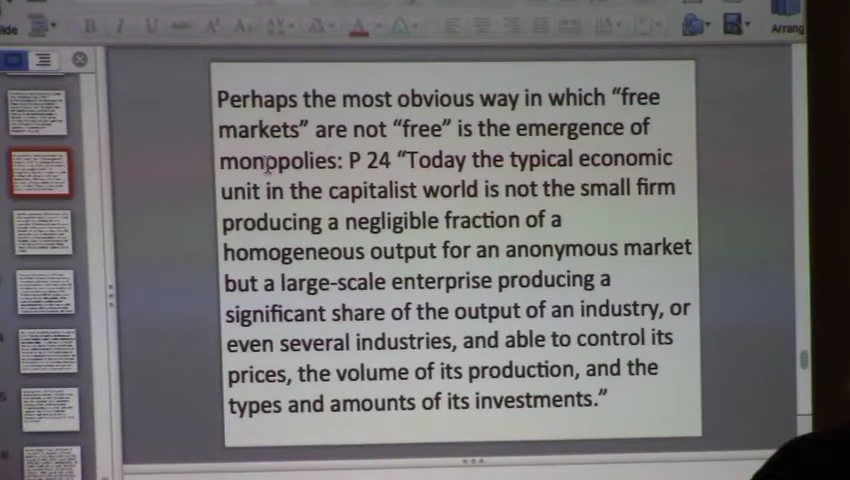 Perhaps the most obvious way in which “free
markets” are not “free” is the emergence of
monopolies: P 24 “Today the typical economic
unit in the capitalist world is not the small firm
producing a negligible fraction of a
homogeneous output for an anonymous market
but a large-scale enterprise producing a
significant share of the output of an industry, or
even several industries, and able to control its
prices, the volume of its production, and the
types and amounts of its investments.”